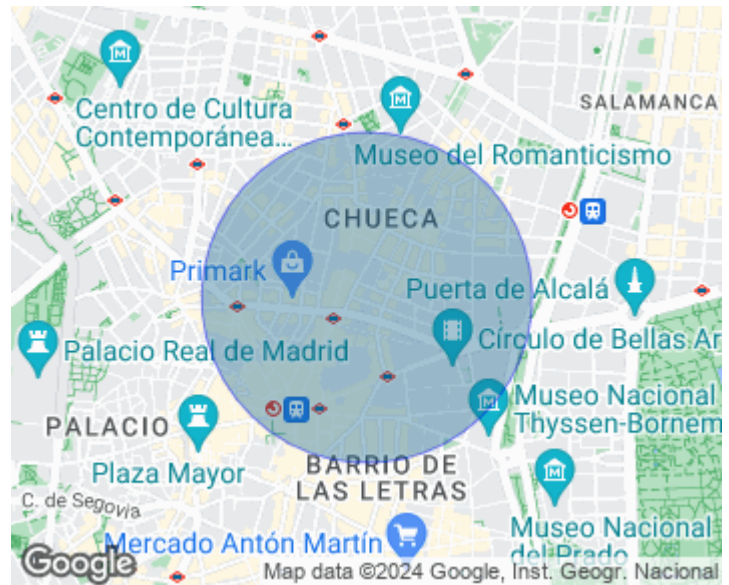 Centro de Cultura
Contemporánea...
SALAMANCA
Museo del Romanticismo
CHUECA
Primark
Puerta de Alcalá
Palacio Real de Madrid
Círculo de Bellas Ar
Museo Nacional
Thyssen-Bornem
PALACIO
Plaza Mayor
BARRIO DE
LAS LETRAS
C. de Segovia
Mercado Antón Martín
Museo Nacional
del Prado
Google
Map data ©2024 Google, Inst. Geogr. Nacional